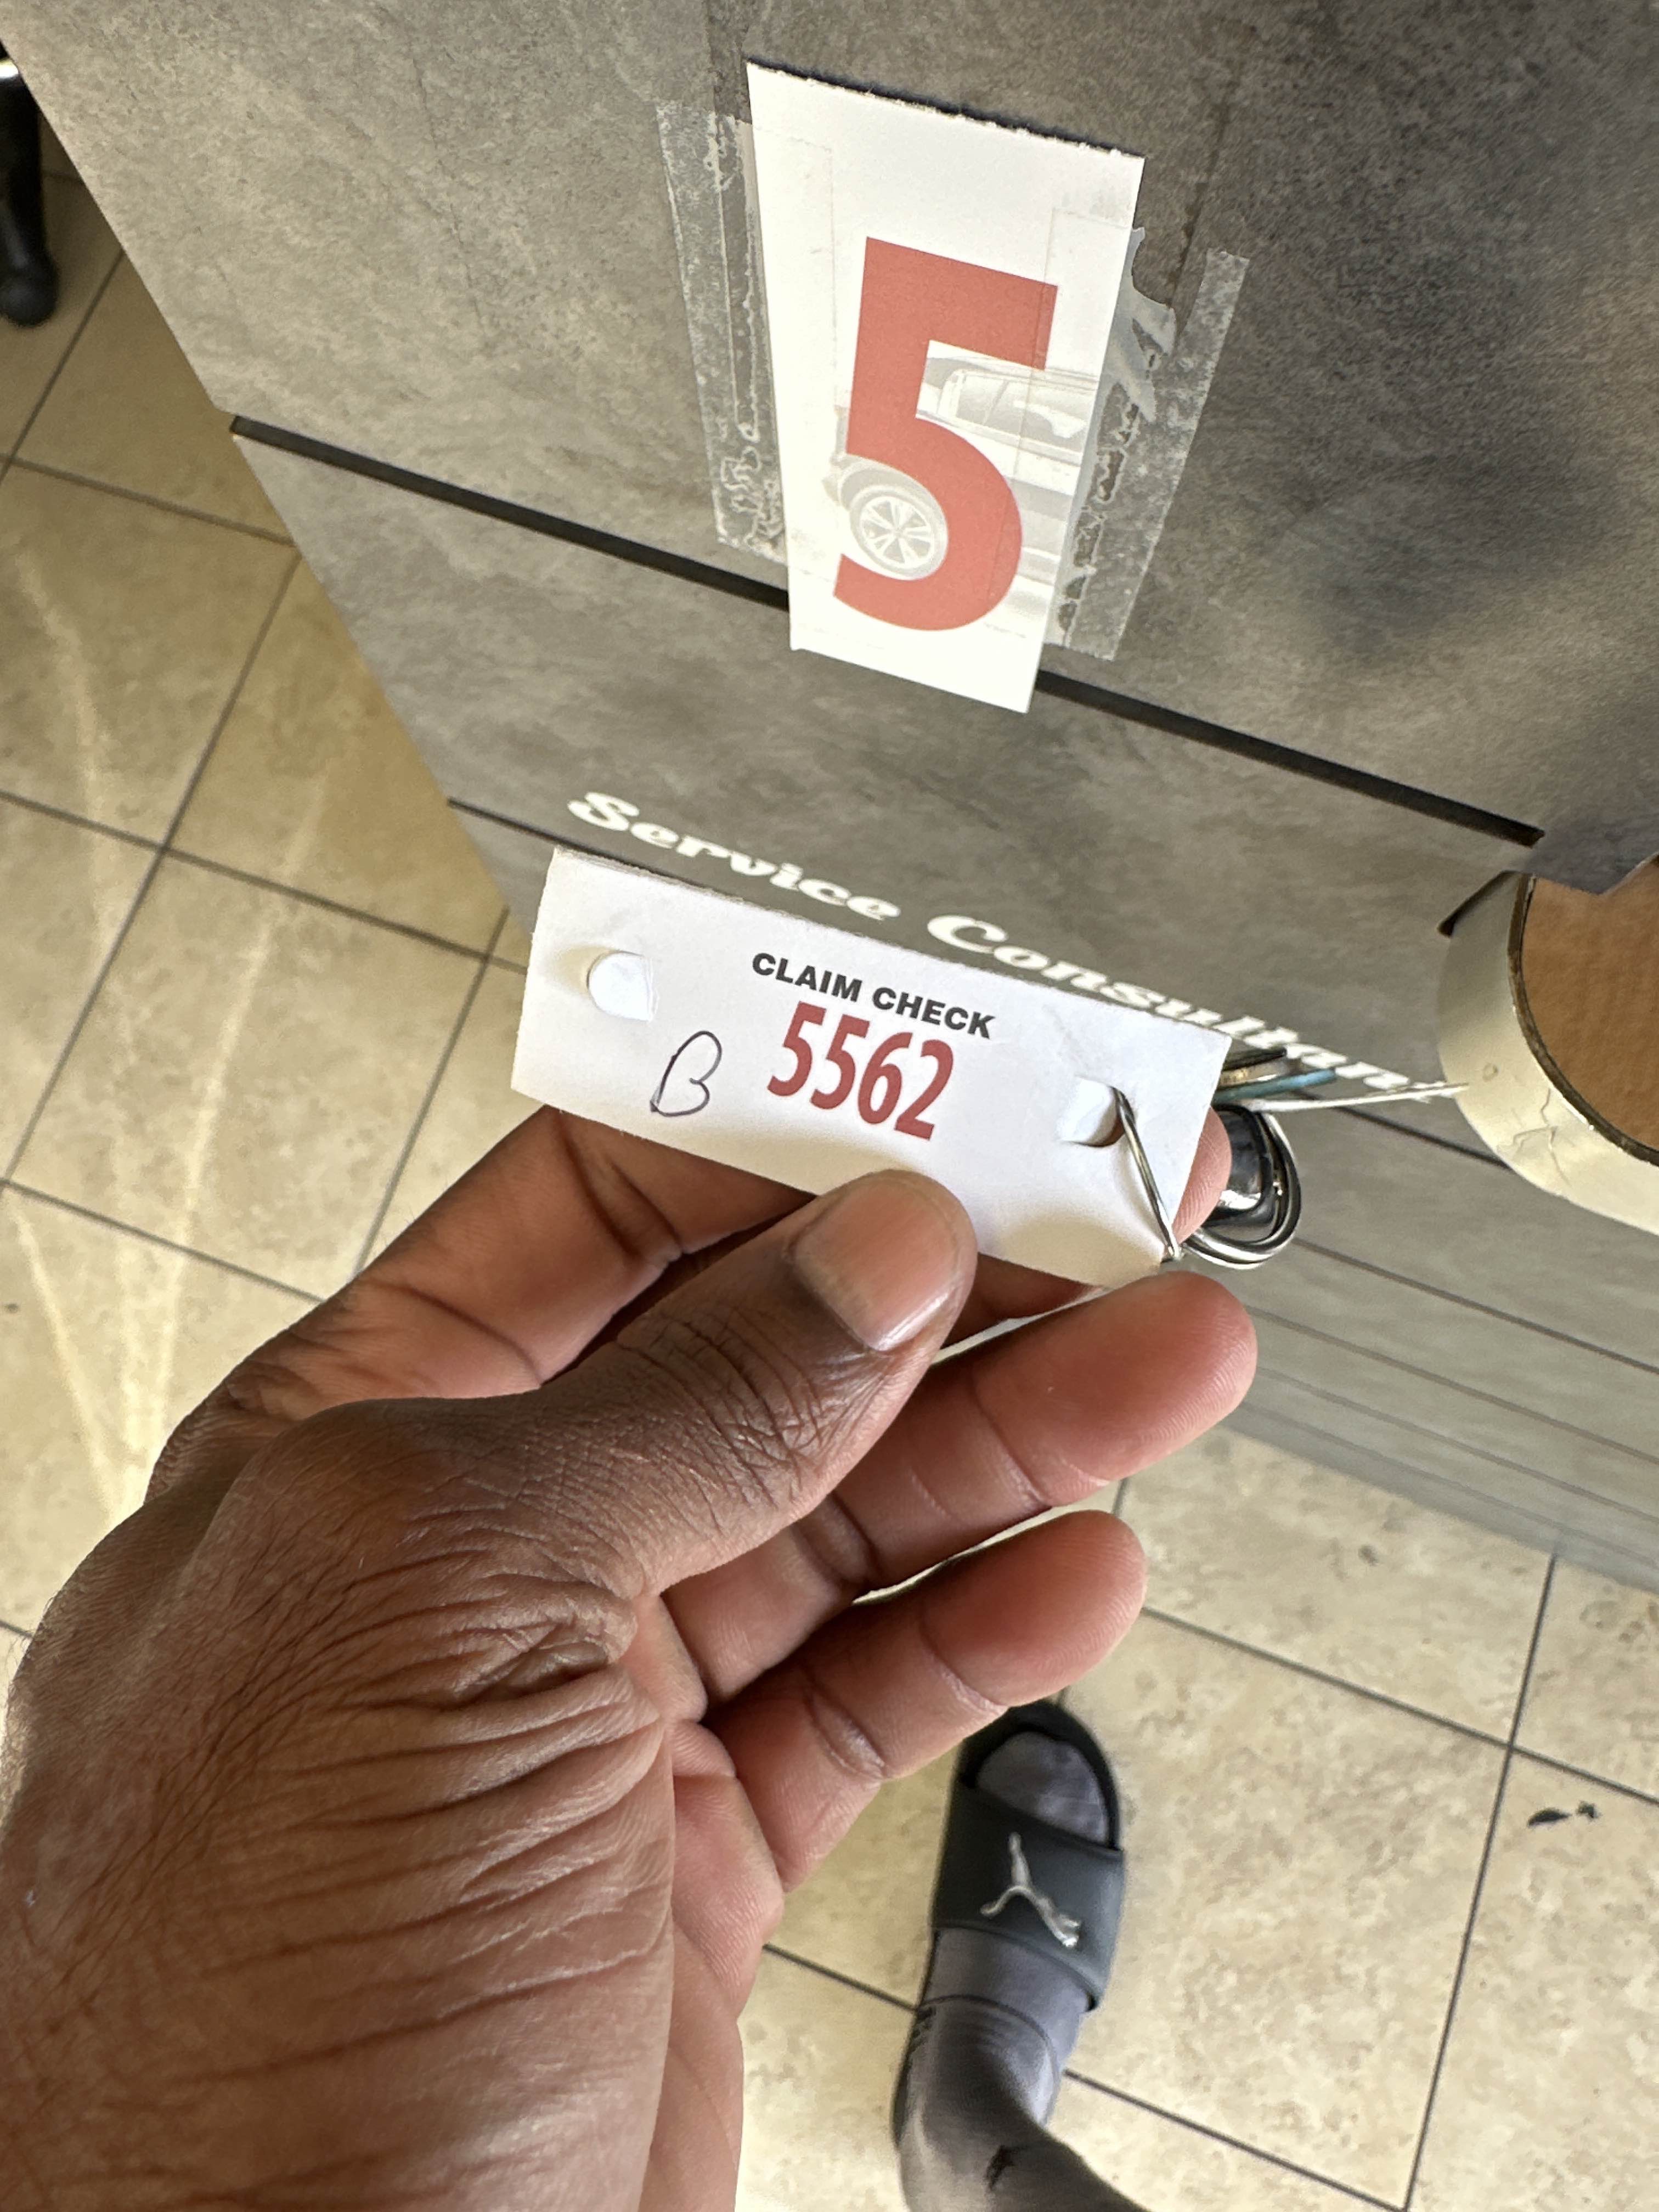 5
Service Consultant
CLAIM CHECK
B 5562